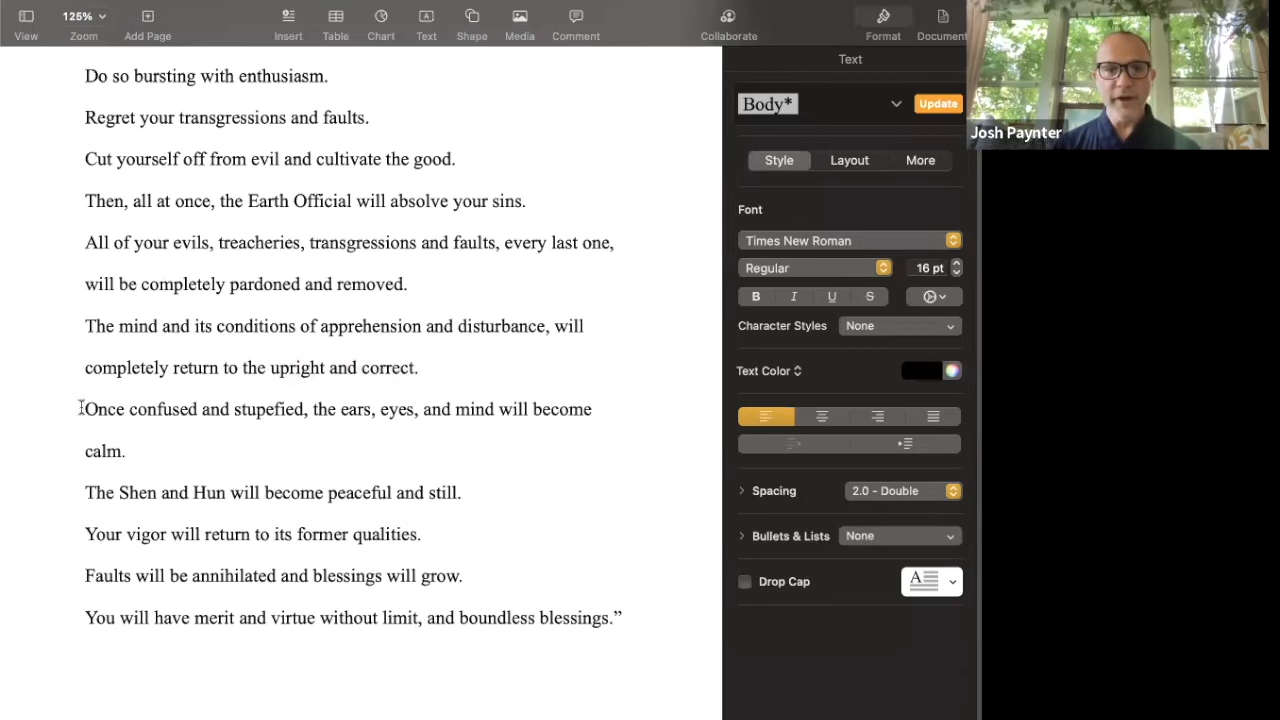 125%
View
Zoom
Add Page
Insert
Table
Chart
Text
Shape
Media
Comment
Collaborate
Format
Document
Do so bursting with enthusiasm.
Regret your transgressions and faults.
Cut yourself off from evil and cultivate the good.
Then, all at once, the Earth Official will absolve your sins.
All of your evils, treacheries, transgressions and faults, every last one,
will be completely pardoned and removed.
The mind and its conditions of apprehension and disturbance, will
completely return to the upright and correct.
Once confused and stupefied, the ears, eyes, and mind will become
calm.
The Shen and Hun will become peaceful and still.
Your vigor will return to its former qualities.
Faults will be annihilated and blessings will grow.
You will have merit and virtue without limit, and boundless blessings.”
Text
Body*
Update
Style
Layout
More
Font
Times New Roman
Regular
16 pt
B I U S
Character Styles
None
Text Color
Spacing
2.0 - Double
Bullets & Lists
None
Drop Cap
A
Josh Paynter